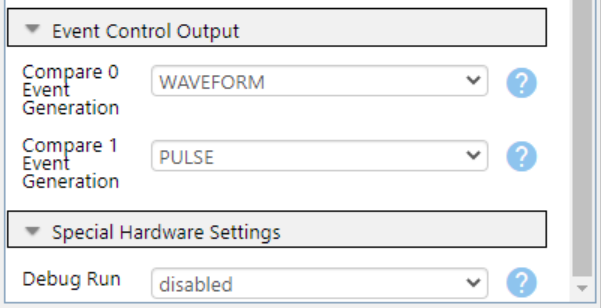 Event Control Output
Compare 0
Event
Generation
WAVEFORM
?
Compare 1
Event
Generation
PULSE
?
Special Hardware Settings
Debug Run
disabled
?